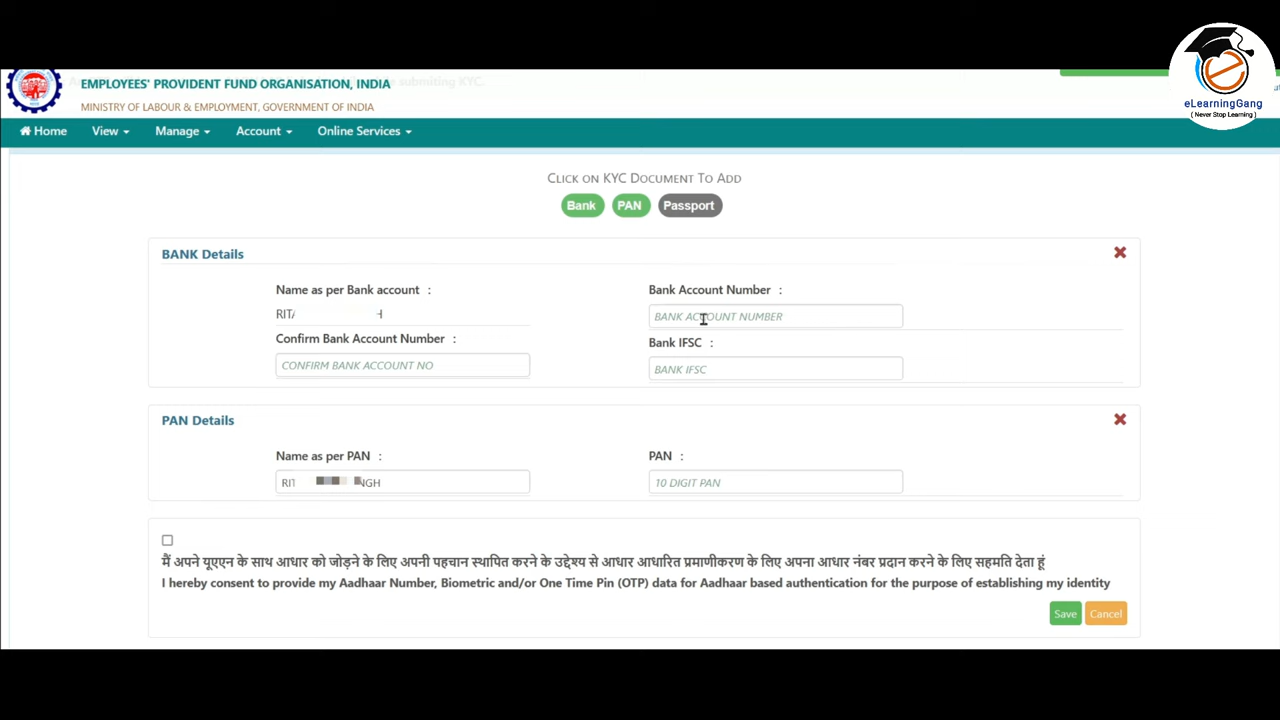 EMPLOYEES' PROVIDENT FUND ORGANISATION, INDIA
submiting KYC.
MINISTRY OF LABOUR & EMPLOYMENT, GOVERNMENT OF INDIA
eLearningGang
( Never Stop Learning )
Home View Manage Account Online Services
CLICK ON KYC DOCUMENT TO ADD
Bank PAN Passport
BANK Details
Name as per Bank account : Bank Account Number :
RITA H BANK ACCOUNT NUMBER
Confirm Bank Account Number : Bank IFSC :
CONFIRM BANK ACCOUNT NO BANK IFSC
PAN Details
Name as per PAN : PAN :
RIT NGH 10 DIGIT PAN
मैं अपने यूएएन के साथ आधार को जोड़ने के लिए अपनी पहचान स्थापित करने के उद्देश्य से आधार आधारित प्रमाणीकरण के लिए अपना आधार नंबर प्रदान करने के लिए सहमति देता हूं
I hereby consent to provide my Aadhaar Number, Biometric and/or One Time Pin (OTP) data for Aadhaar based authentication for the purpose of establishing my identity
Save Cancel